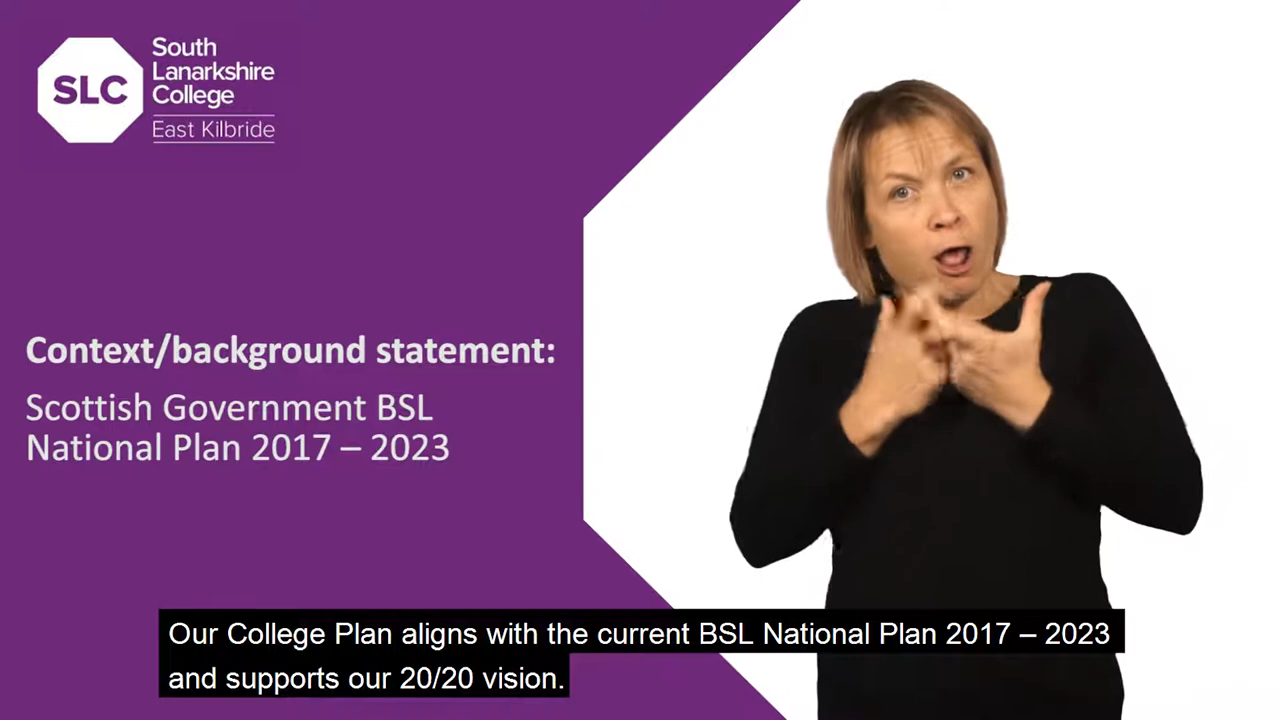 SLC
South
Lanarkshire
College
East Kilbride
Context/background statement:
Scottish Government BSL
National Plan 2017 – 2023
Our College Plan aligns with the current BSL National Plan 2017 – 2023
and supports our 20/20 vision.